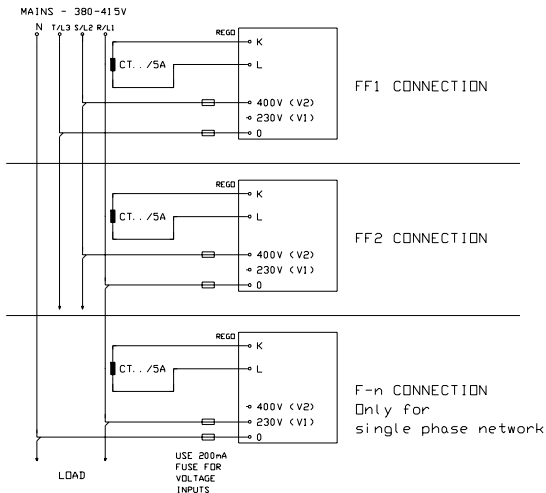 MAINS - 380-415V
N T/L3 S/L2 R/L1
REGO
K
CT../5A
L
FF1 CONNECTION
400V (V2)
230V (V1)
0
REGO
K
CT../5A
L
FF2 CONNECTION
400V (V2)
230V (V1)
0
REGO
K
CT../5A
L
F-n CONNECTION
Only for
single phase network
400V (V2)
230V (V1)
0
LOAD
USE 200mA
FUSE FOR
VOLTAGE
INPUTS